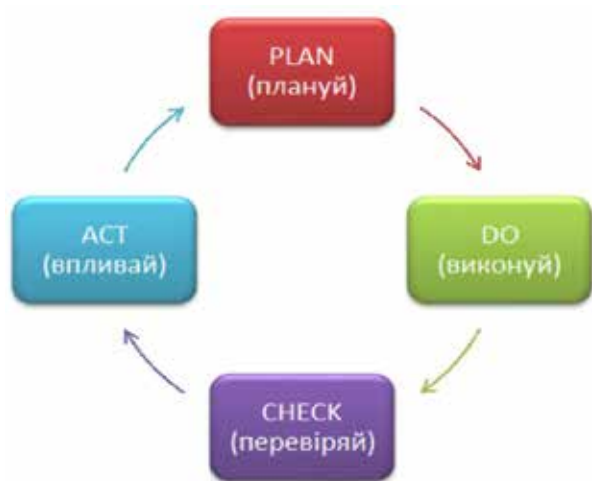 PLAN
(плануй)
DO
(виконуй)
CHECK
(перевіряй)
ACT
(впливай)